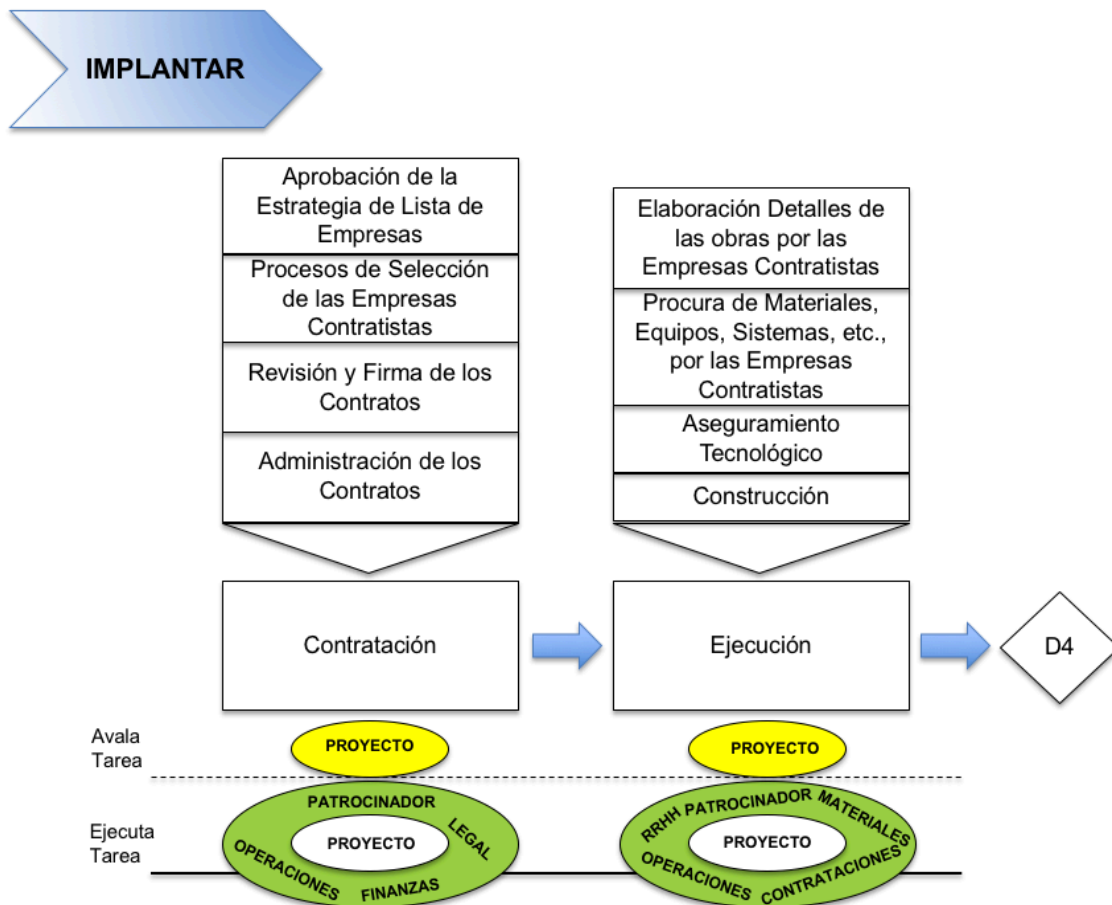 IMPLANTAR
Aprobación de la
Estrategia de Lista de
Empresas
Procesos de Selección
de las Empresas
Contratistas
Revisión y Firma de los
Contratos
Administración de los
Contratos
Elaboración Detalles de
las obras por las
Empresas Contratistas
Procura de Materiales,
Equipos, Sistemas, etc.,
por las Empresas
Contratistas
Aseguramiento
Tecnológico
Construcción
Contratación
Ejecución
D4
Avala
Tarea
PROYECTO
PROYECTO
Ejecuta
Tarea
PATROCINADOR
LEGAL
PROYECTO
OPERACIONES
FINANZAS
RRHH
PATROCINADOR
MATERIALES
PROYECTO
OPERACIONES
CONTRATACIONES